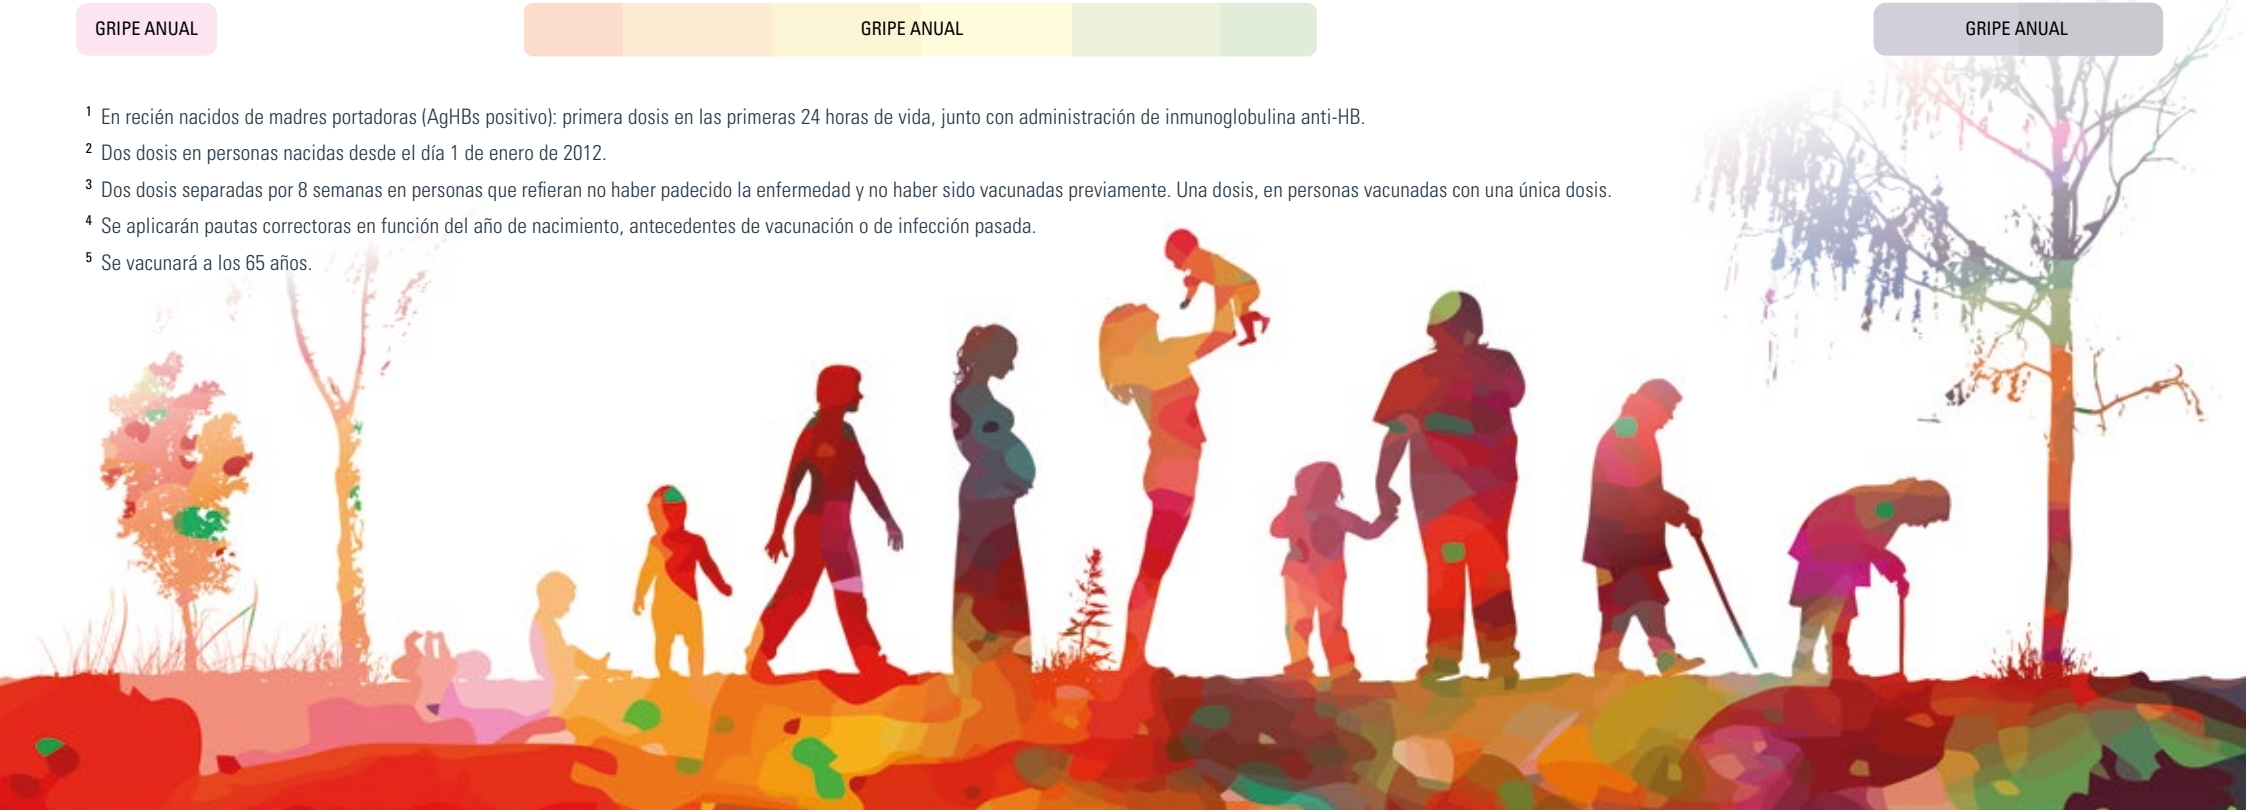 GRIPE ANUAL
GRIPE ANUAL
GRIPE ANUAL
1 En recién nacidos de madres portadoras (AgHBs positivo): primera dosis en las primeras 24 horas de vida, junto con administración de inmunoglobulina anti-HB.
2 Dos dosis en personas nacidas desde el día 1 de enero de 2012.
3 Dos dosis separadas por 8 semanas en personas que refieran no haber padecido la enfermedad y no haber sido vacunadas previamente. Una dosis, en personas vacunadas con una única dosis.
4 Se aplicarán pautas correctoras en función del año de nacimiento, antecedentes de vacunación o de infección pasada.
5 Se vacunará a los 65 años.